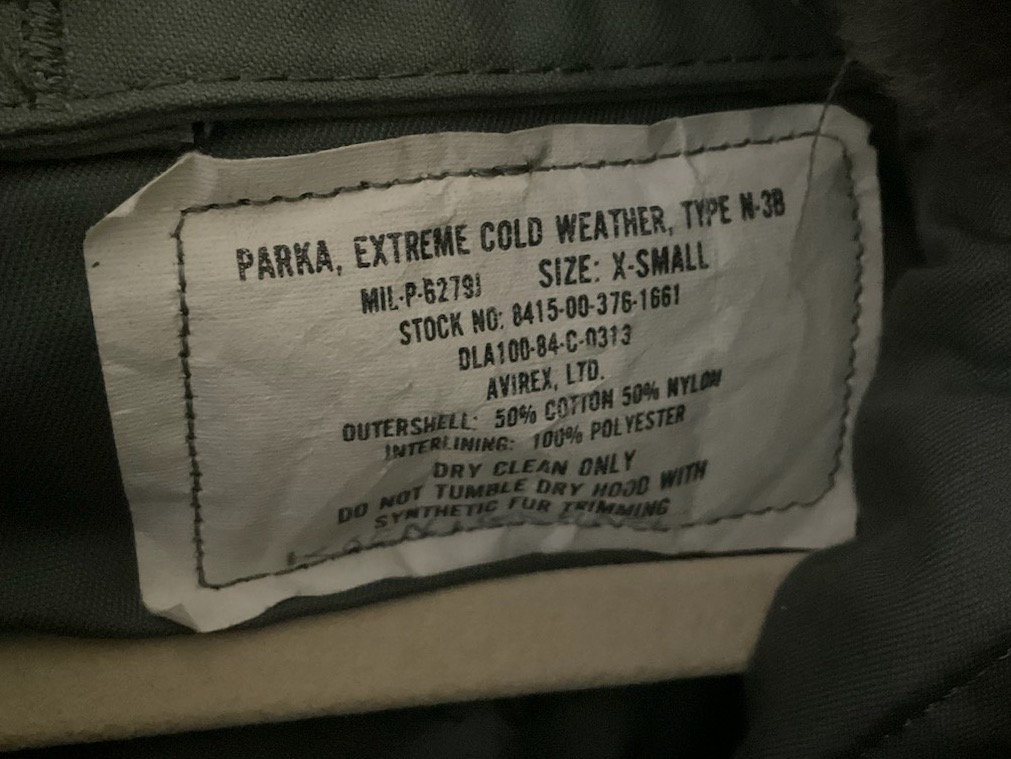 PARKA, EXTREME COLD WEATHER, TYPE N-3B
MIL-P-6279J SIZE: X-SMALL
STOCK NO: 8415-00-376-1661
DLA100-84-C-0313
AVIREX, LTD.
OUTERSHELL: 50% COTTON 50% NYLON
INTERLINING: 100% POLYESTER
DRY CLEAN ONLY
DO NOT TUMBLE DRY HOOD WITH
SYNTHETIC FUR TRIMMING